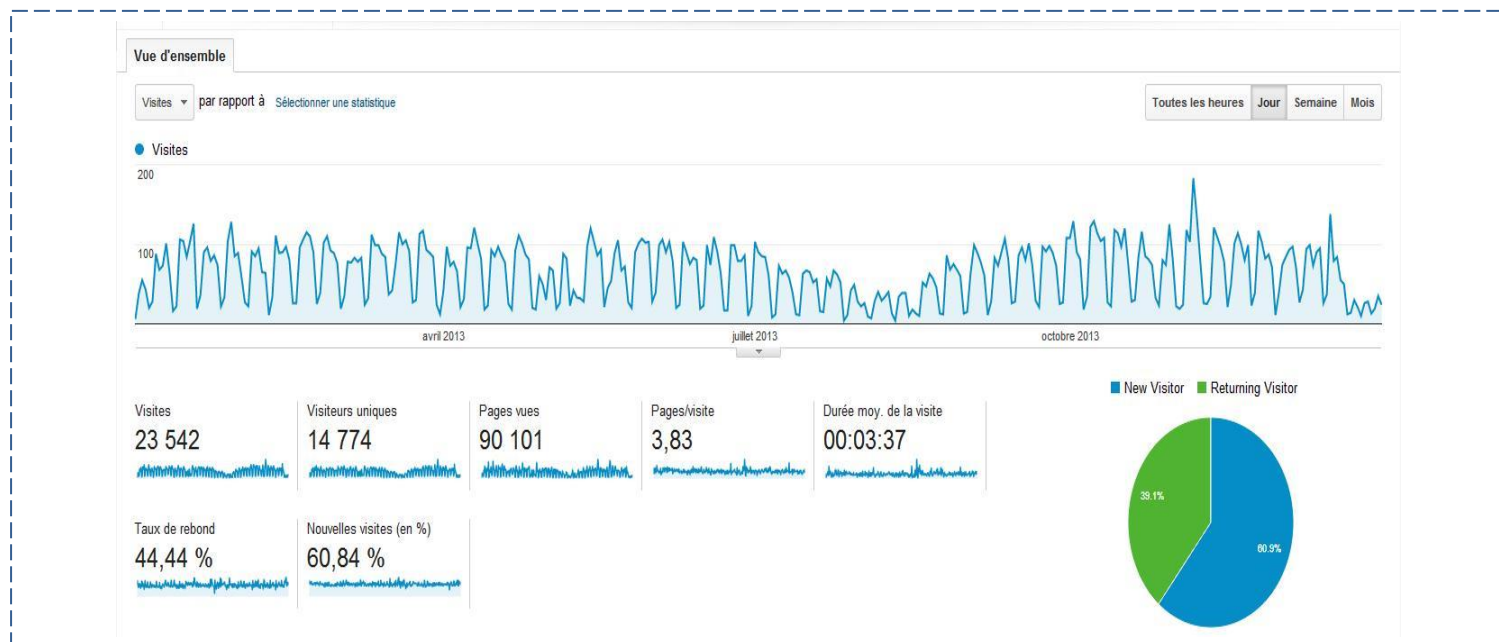 Vue d'ensemble
Visites par rapport à Sélectionner une statistique
Toutes les heures Jour Semaine Mois
Visites
200
100
avril 2013 juillet 2013 octobre 2013
New Visitor Returning Visitor
Visites Visiteurs uniques Pages vues Pages/visite Durée moy. de la visite
23 542 14 774 90 101 3,83 00:03:37
39.1%
60.9%
Taux de rebond Nouvelles visites (en %)
44,44 % 60,84 %